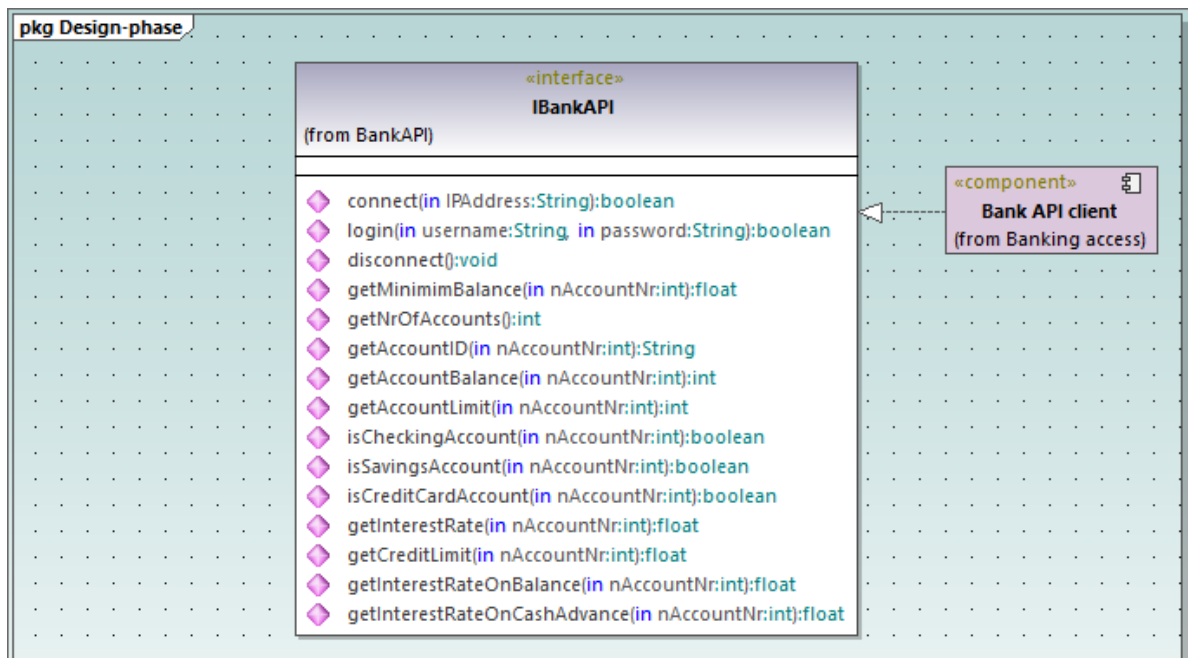 pkg Design-phase
«interface»
IBankAPI
(from BankAPI)
connect(in IPAddress:String):boolean
login(in username:String, in password:String):boolean
disconnect():void
getMinimimBalance(in nAccountNr:int):float
getNrOfAccounts():int
getAccountID(in nAccountNr:int):String
getAccountBalance(in nAccountNr:int):int
getAccountLimit(in nAccountNr:int):int
isCheckingAccount(in nAccountNr:int):boolean
isSavingsAccount(in nAccountNr:int):boolean
isCreditCardAccount(in nAccountNr:int):boolean
getInterestRate(in nAccountNr:int):float
getCreditLimit(in nAccountNr:int):float
getInterestRateOnBalance(in nAccountNr:int):float
getInterestRateOnCashAdvance(in nAccountNr:int):float
«component»
Bank API client
(from Banking access)